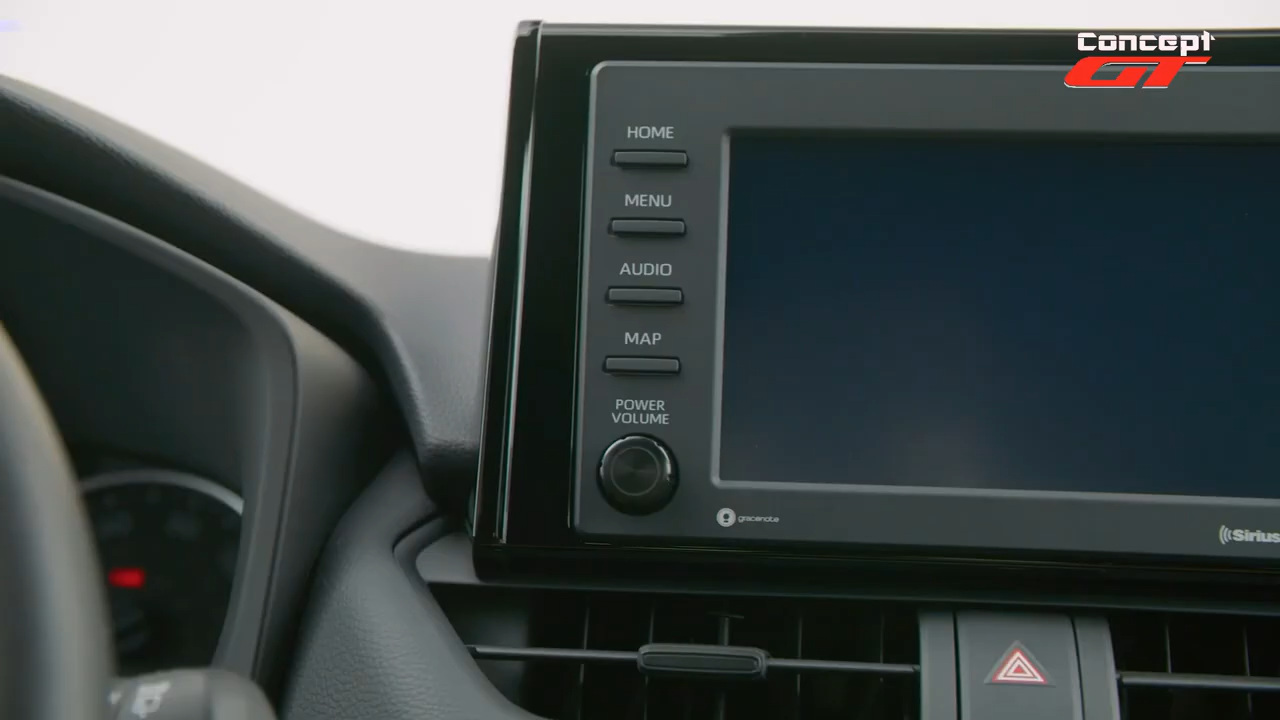 Concept
GT
HOME
MENU
AUDIO
MAP
POWER
VOLUME
gracenote
Sirius